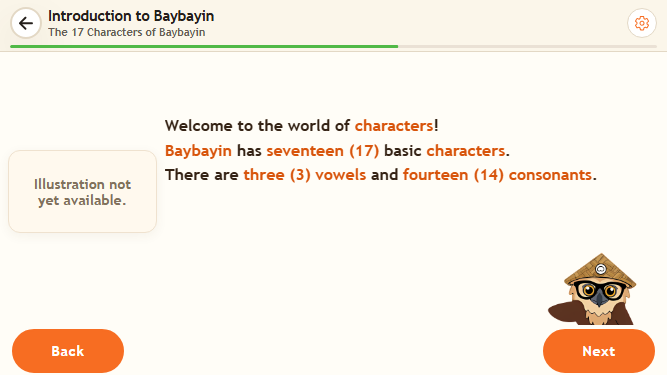 Introduction to Baybayin
The 17 Characters of Baybayin
Welcome to the world of characters!
Baybayin has seventeen (17) basic characters.
There are three (3) vowels and fourteen (14) consonants.
Illustration not
yet available.
Back
Next